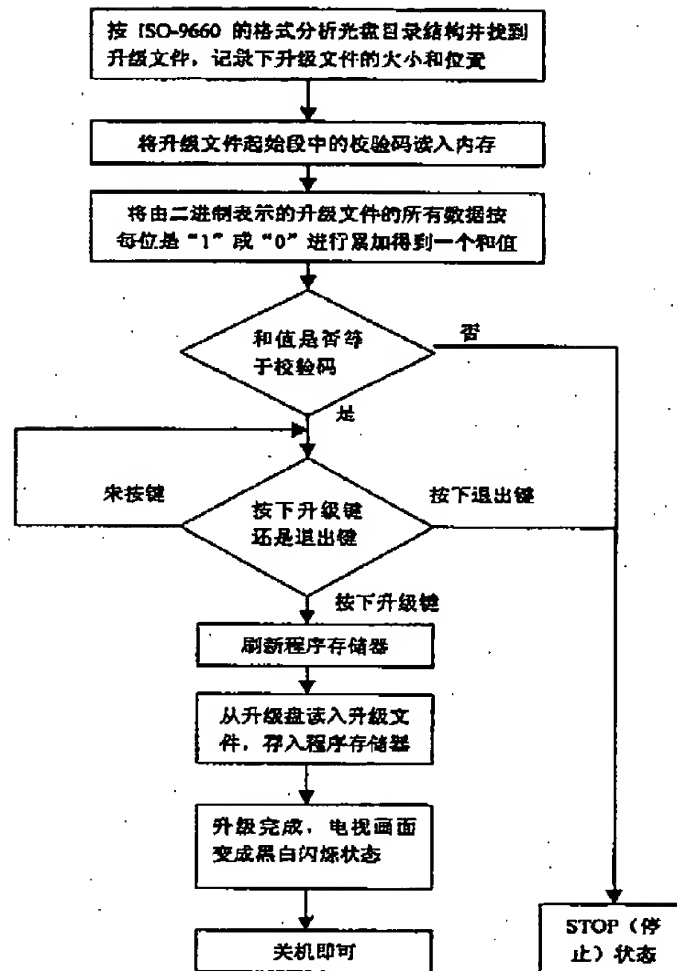 按 ISO-9660 的格式分析光盘目录结构并找到
升级文件，记录下升级文件的大小和位置
将升级文件起始段中的校验码读入内存
将由二进制表示的升级文件的所有数据按
每位是“1”或“0”进行累加得到一个和值
和值是否等
于校验码
否
是
未按键
按下升级键
还是退出键
按下退出键
按下升级键
刷新程序存储器
从升级盘读入升级文
件，存入程序存储器
升级完成，电视画面
变成黑白闪烁状态
关机即可
STOP（停
止）状态